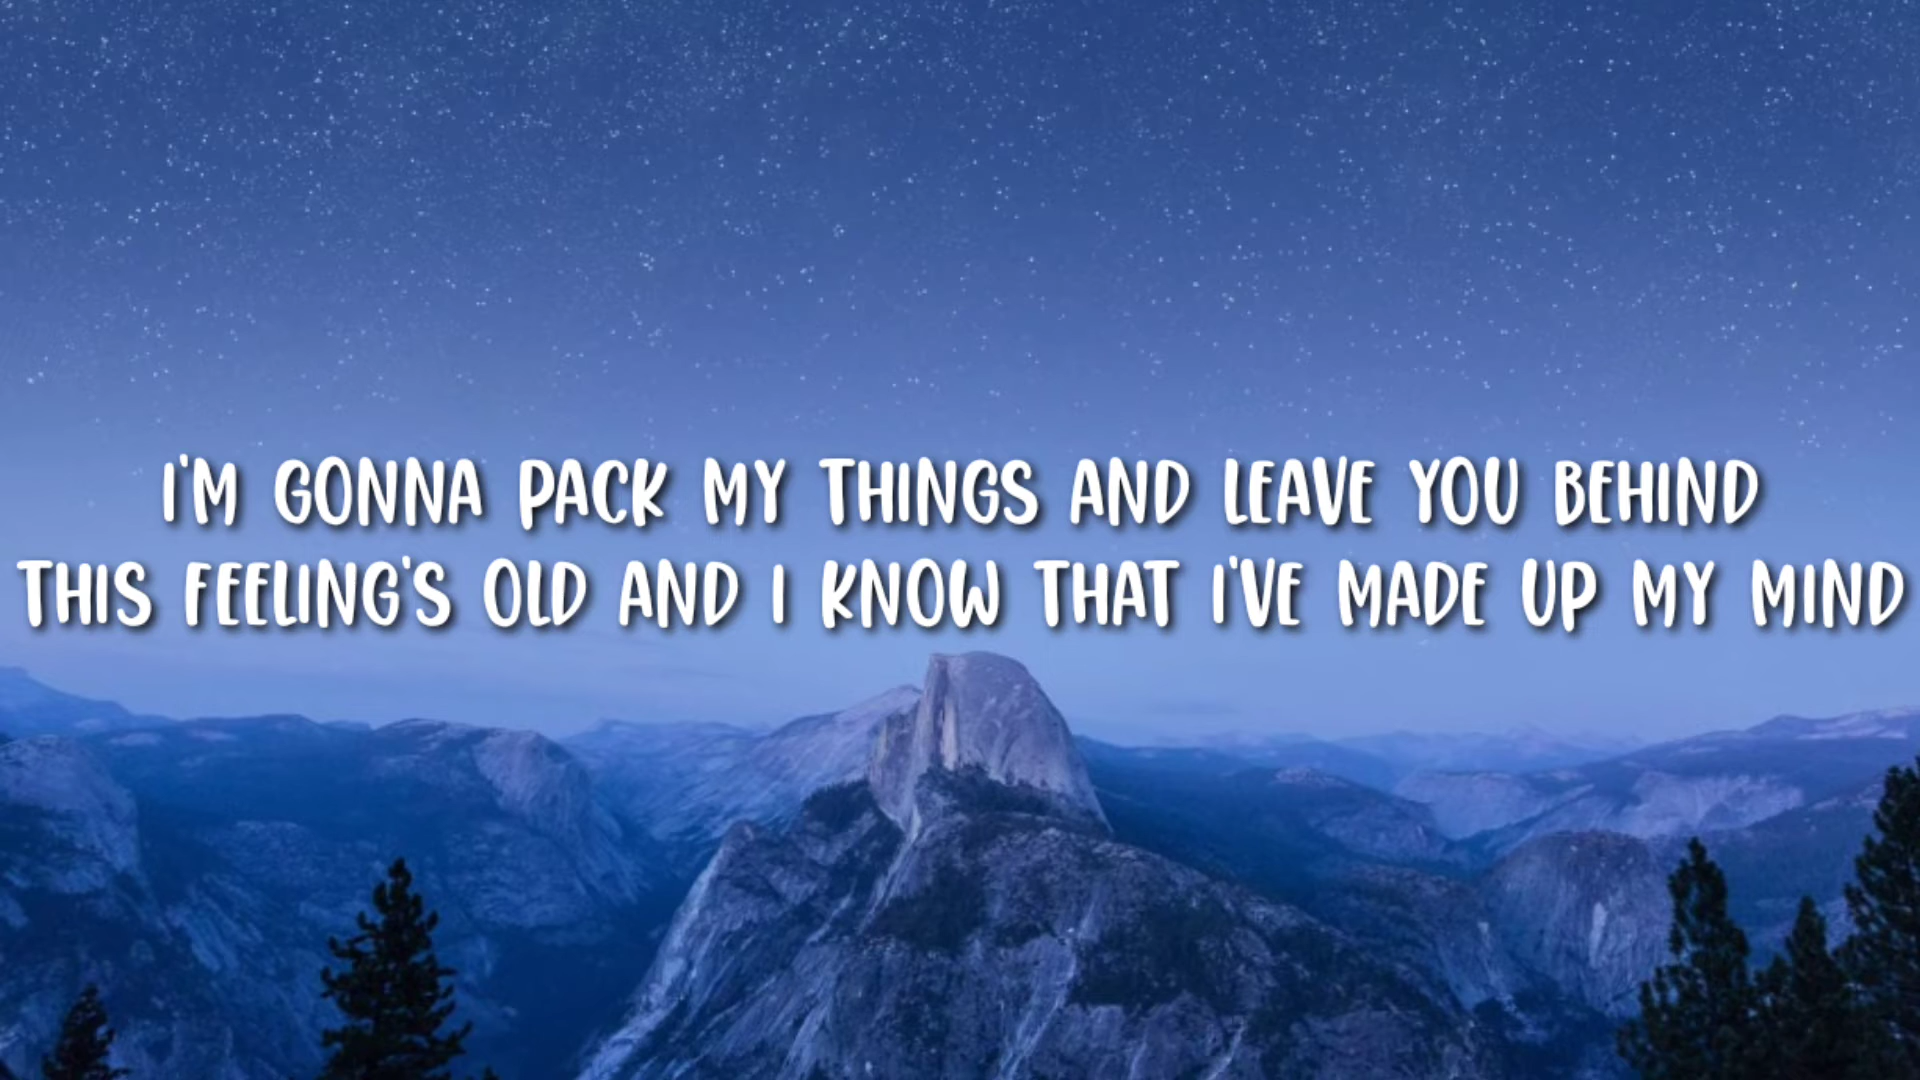 I'M GONNA PACK MY THINGS AND LEAVE YOU BEHIND
THIS FEELING'S OLD AND I KNOW THAT I'VE MADE UP MY MIND